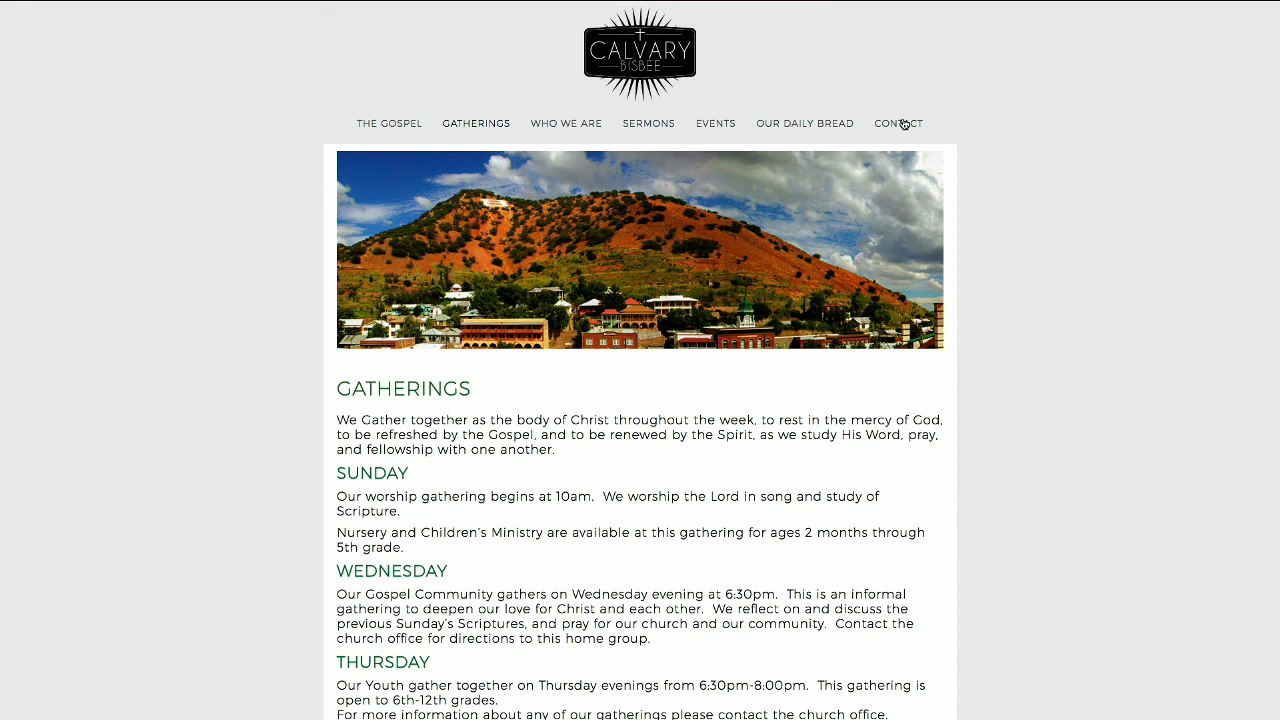 CALVARY
BISBEE
THE GOSPEL GATHERINGS WHO WE ARE SERMONS EVENTS OUR DAILY BREAD CONTACT
GATHERINGS
We Gather together as the body of Christ throughout the week, to rest in the mercy of God,
to be refreshed by the Gospel, and to be renewed by the Spirit, as we study His Word, pray,
and fellowship with one another.
SUNDAY
Our worship gathering begins at 10am. We worship the Lord in song and study of
Scripture.
Nursery and Children's Ministry are available at this gathering for ages 2 months through
5th grade.
WEDNESDAY
Our Gospel Community gathers on Wednesday evening at 6:30pm. This is an informal
gathering to deepen our love for Christ and each other. We reflect on and discuss the
previous Sunday's Scriptures, and pray for our church and our community. Contact the
church office for directions to this home group.
THURSDAY
Our Youth gather together on Thursday evenings from 6:30pm-8:00pm. This gathering is
open to 6th-12th grades.
For more information about any of our gatherings please contact the church office.